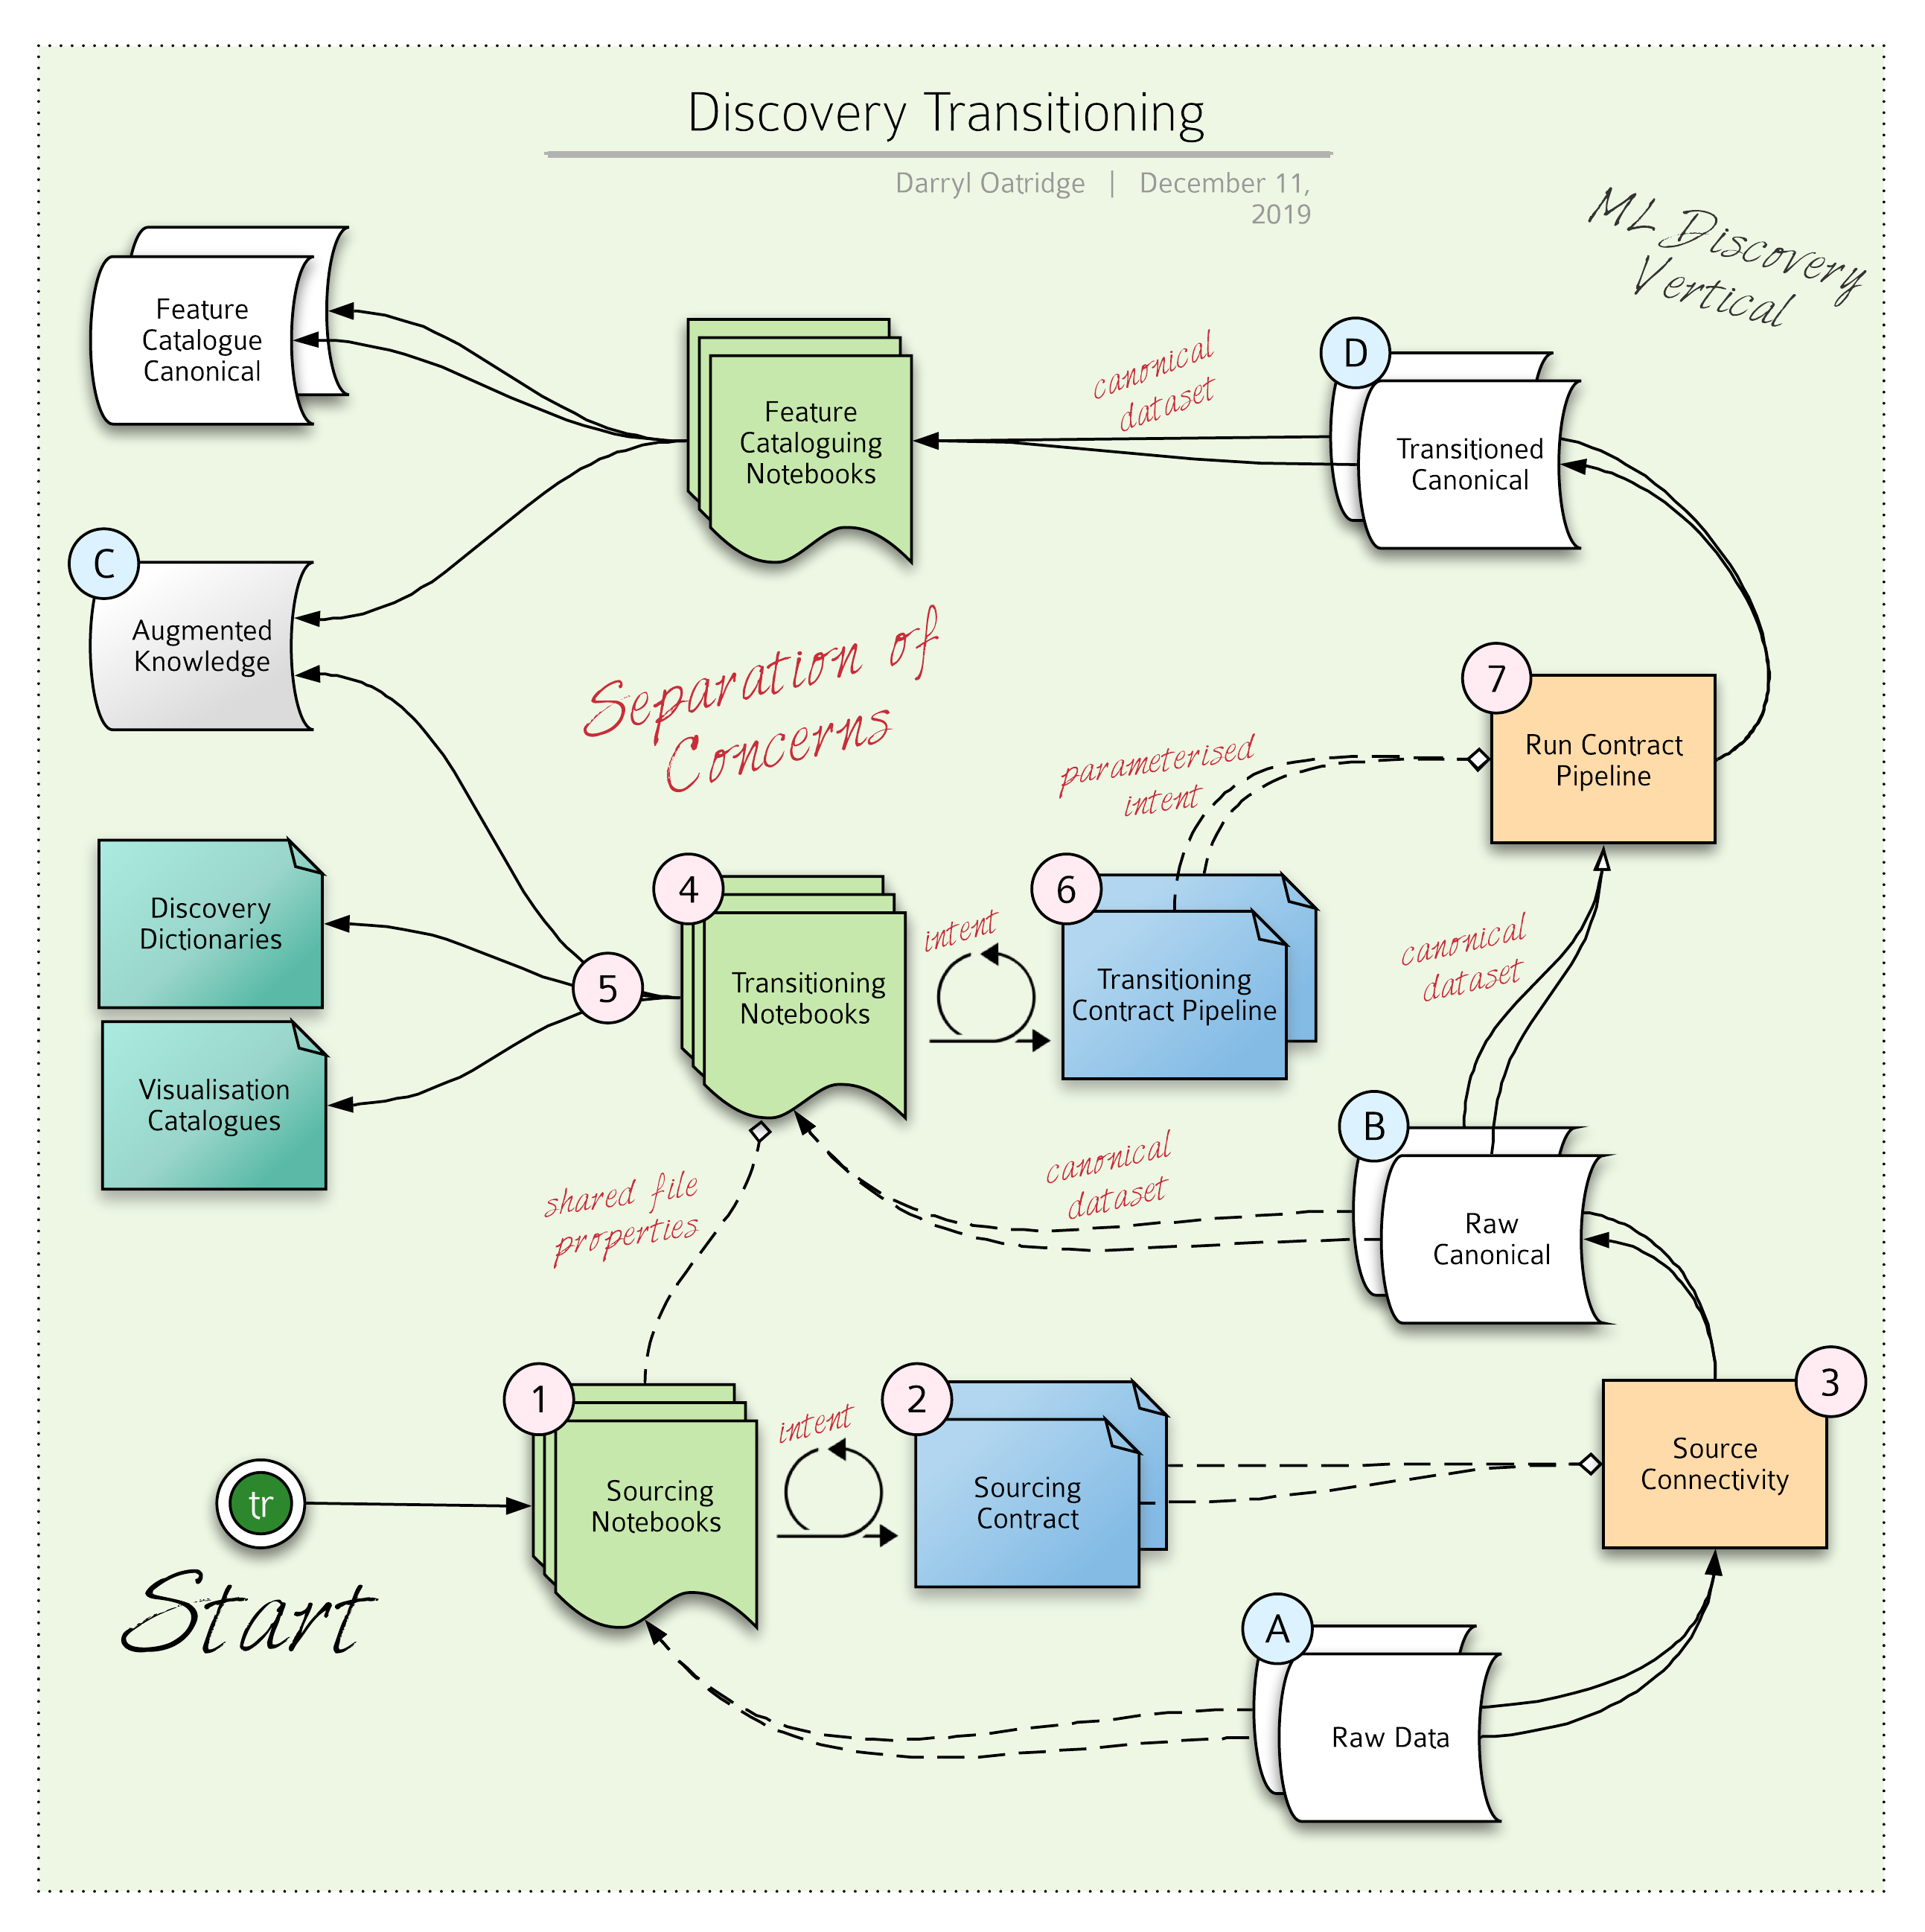 Discovery Transitioning
Darryl Oatridge | December 11,
2019
ML Discovery
Vertical
Feature
Catalogue
Canonical
Feature
Cataloguing
Notebooks
canonical
dataset
D
Transitioned
Canonical
C
Augmented
Knowledge
Separation of
Concerns
7
Run Contract
Pipeline
parameterised
intent
Discovery
Dictionaries
Visualisation
Catalogues
5
4
Transitioning
Notebooks
intent
6
Transitioning
Contract Pipeline
canonical
dataset
B
Raw
Canonical
canonical
dataset
shared file
properties
1
Sourcing
Notebooks
intent
2
Sourcing
Contract
3
Source
Connectivity
tr
Start
A
Raw Data